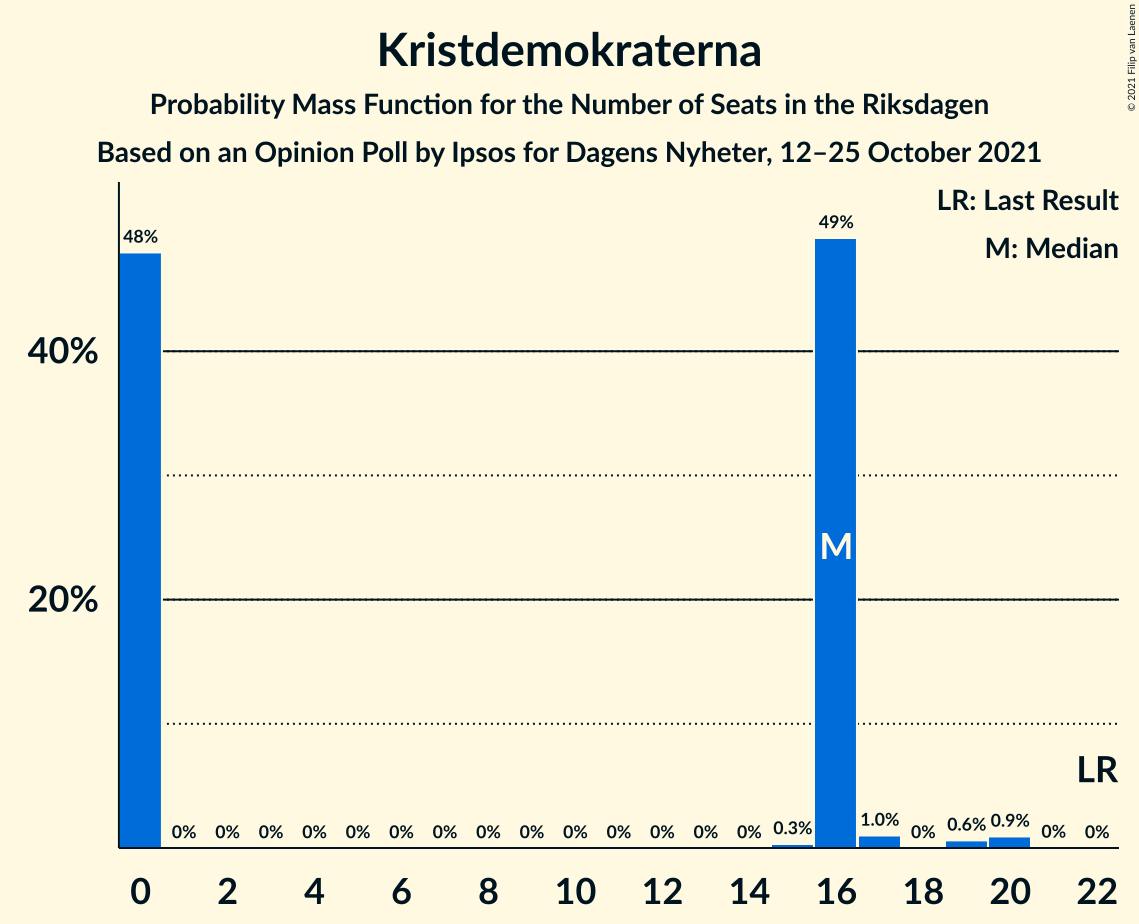 Kristdemokraterna
Probability Mass Function for the Number of Seats in the Riksdagen
Based on an Opinion Poll by Ipsos for Dagens Nyheter, 12–25 October 2021
© 2021 Filip van Laenen
LR: Last Result
M: Median
48% 0% 0% 0% 0% 0% 0% 0% 0% 0% 0% 0% 0% 0% 0% 0.3% 49% 1.0% 0% 0.6% 0.9% 0% 0%
40%
M
20%
LR
0 2 4 6 8 10 12 14 16 18 20 22